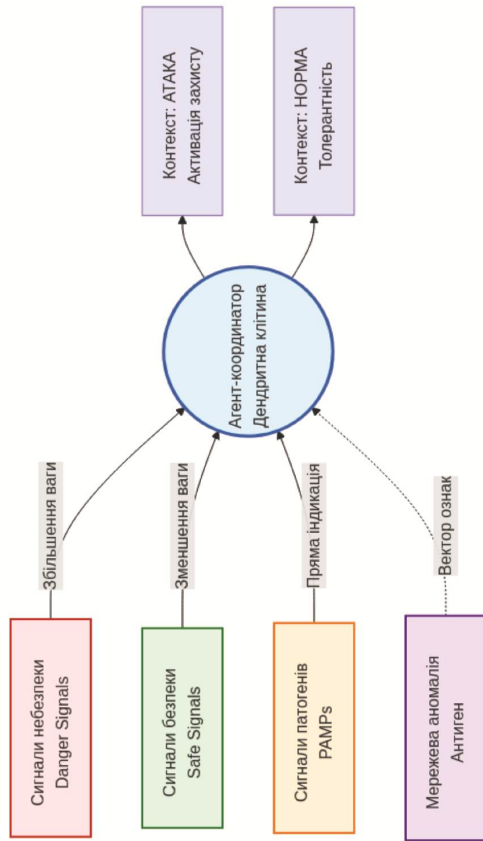 Сигнали небезпеки
Danger Signals
Сигнали безпеки
Safe Signals
Сигнали патогенів
PAMPs
Мережева аномалія
Антиген
Збільшення ваги
Зменшення ваги
Пряма індикація
Вектор ознак
Агент-координатор
Дендритна клітина
Контекст: АТАКА
Активація захисту
Контекст: НОРМА
Толерантність